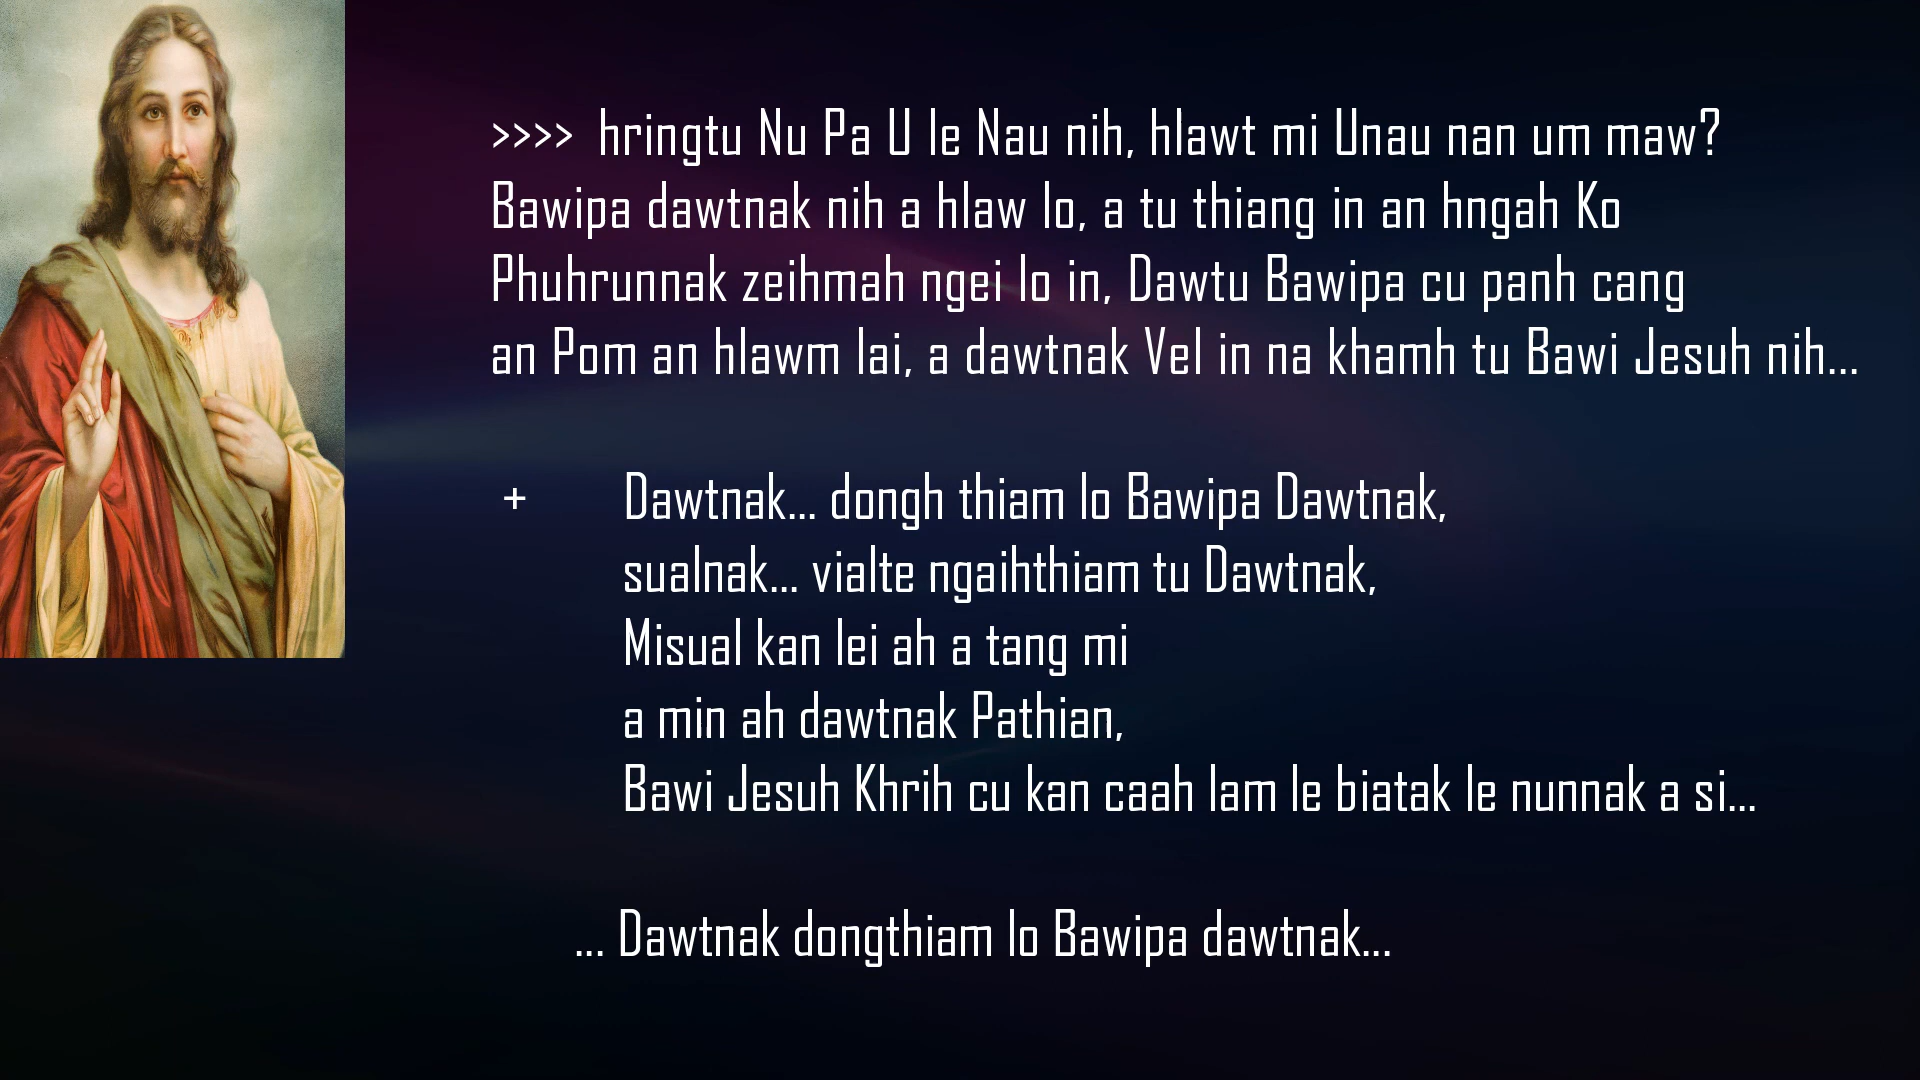 >>>> hringtu Nu Pa U le Nau nih, hlawt mi Unau nan um maw?
Bawipa dawtnak nih a hlaw lo, a tu thiang in an hngah Ko
Phuhrunnak zeihmah ngei lo in, Dawtu Bawipa cu panh cang
an Pom an hlawm lai, a dawtnak Vel in na khamh tu Bawi Jesuh nih...
+ Dawtnak... dongh thiam lo Bawipa Dawtnak,
sualnak... vialte ngaihthiam tu Dawtnak,
Misual kan lei ah a tang mi
a min ah dawtnak Pathian,
Bawi Jesuh Khrih cu kan caah lam le biatak le nunnak a si...
... Dawtnak dongthiam lo Bawipa dawtnak...